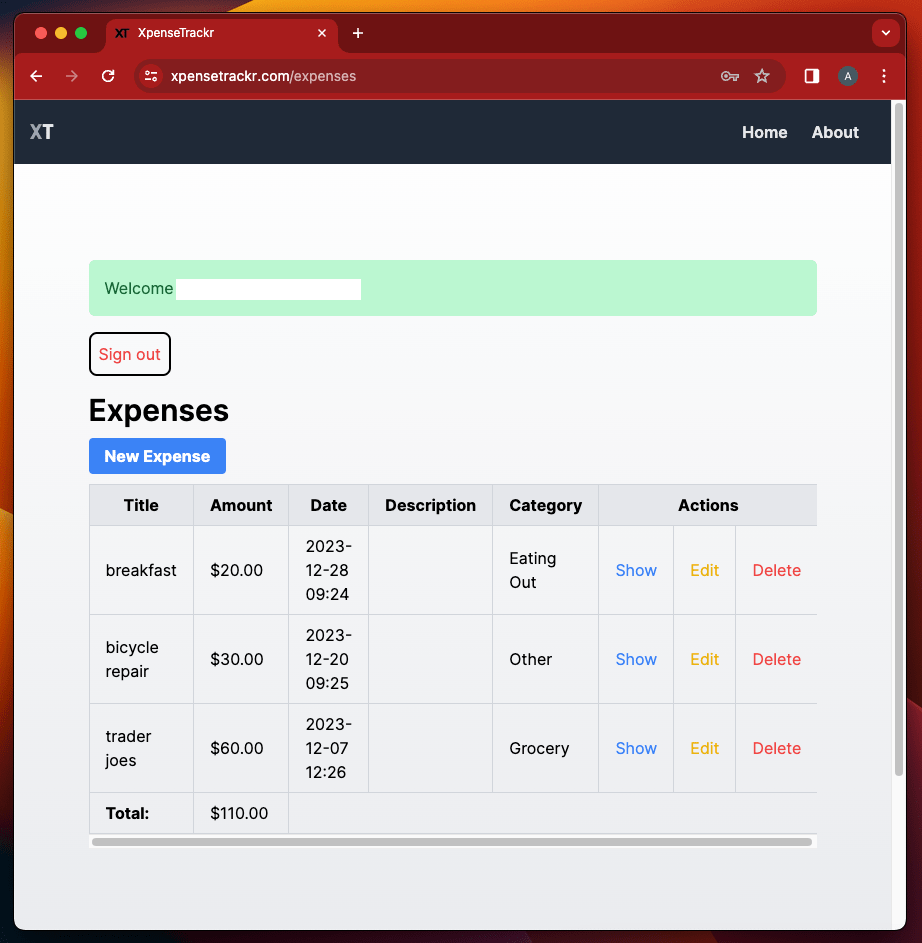 XT XpenseTrackr
xpensetrackr.com/expenses A
XT Home About
Welcome
Sign out
Expenses
New Expense
Title Amount Date Description Category Actions
breakfast $20.00 2023-
12-28
09:24 Eating
Out Show Edit Delete
bicycle
repair $30.00 2023-
12-20
09:25 Other Show Edit Delete
trader
joes $60.00 2023-
12-07
12:26 Grocery Show Edit Delete
Total: $110.00